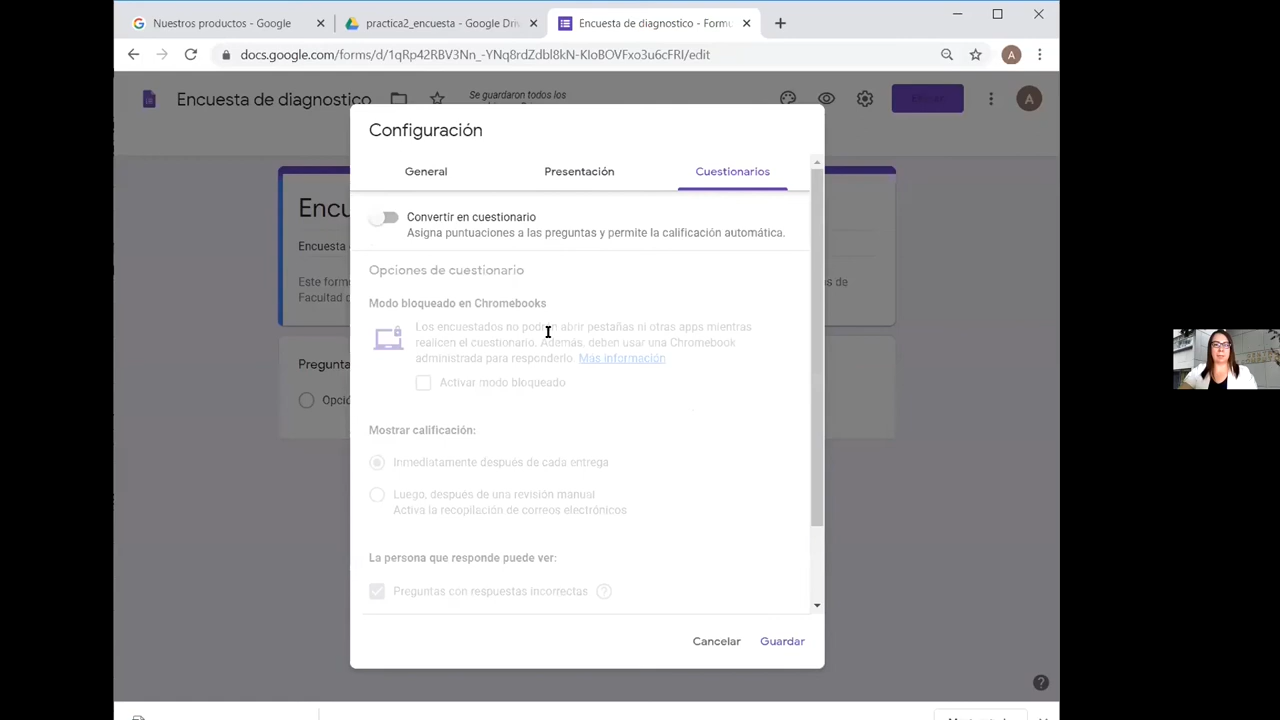 Nuestros productos - Google
practica2_encuesta - Google Dri
Encuesta de diagnostico - Formu
docs.google.com/forms/d/1qRp42RBV3Nn_-YNq8rdZdbl8kN-KIoBOVFxo3u6cFRI/edit
A
Encuesta de diagnostico
Se guardaron todos los
Enviar
A
Configuración
General
Presentación
Cuestionarios
Convertir en cuestionario
Asigna puntuaciones a las preguntas y permite la calificación automática.
Encu
Encuesta
Este form
s de
Facultad
Opciones de cuestionario
Modo bloqueado en Chromebooks
Los encuestados no podrán abrir pestañas ni otras apps mientras
realicen el cuestionario. Además, deben usar una Chromebook
administrada para responderlo. Más información
Activar modo bloqueado
Pregunta
Opció
Mostrar calificación:
Inmediatamente después de cada entrega
Luego, después de una revisión manual
Activa la recopilación de correos electrónicos
La persona que responde puede ver:
Preguntas con respuestas incorrectas
Cancelar
Guardar